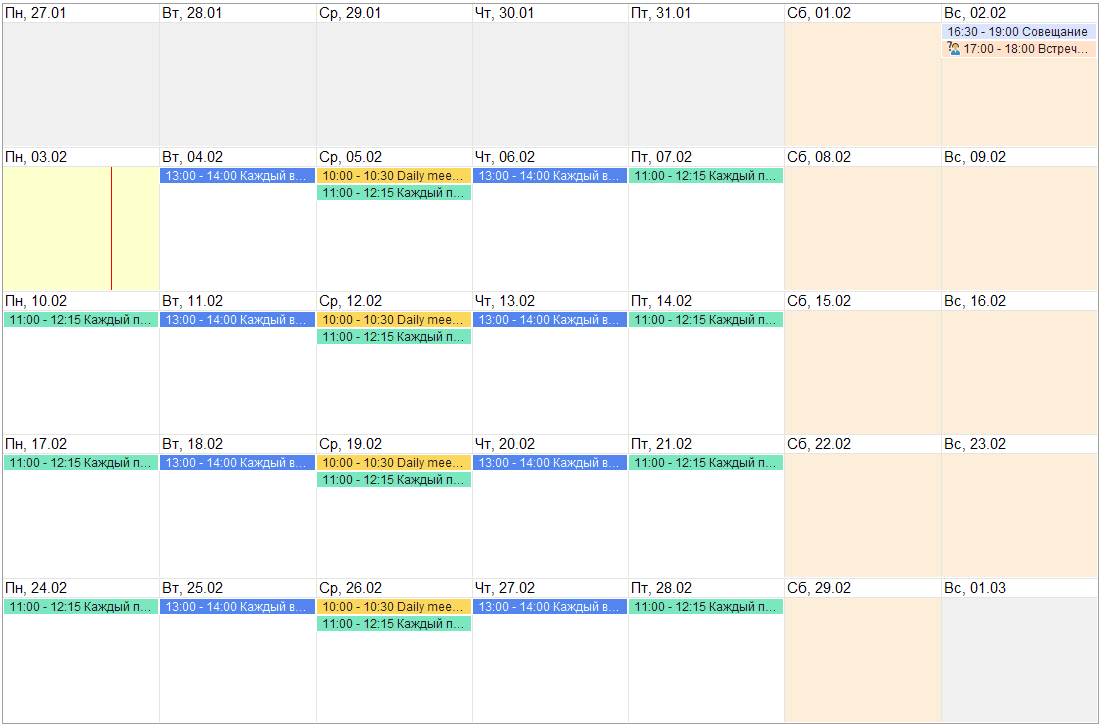 Пн, 27.01
Вт, 28.01
Ср, 29.01
Чт, 30.01
Пт, 31.01
Сб, 01.02
Вс, 02.02
16:30 - 19:00 Совещание
17:00 - 18:00 Встреч...
Пн, 03.02
Вт, 04.02
13:00 - 14:00 Каждый в...
Ср, 05.02
10:00 - 10:30 Daily mee...
11:00 - 12:15 Каждый п...
Чт, 06.02
13:00 - 14:00 Каждый в...
Пт, 07.02
11:00 - 12:15 Каждый п...
Сб, 08.02
Вс, 09.02
Пн, 10.02
11:00 - 12:15 Каждый п...
Вт, 11.02
13:00 - 14:00 Каждый в...
Ср, 12.02
10:00 - 10:30 Daily mee...
11:00 - 12:15 Каждый п...
Чт, 13.02
13:00 - 14:00 Каждый в...
Пт, 14.02
11:00 - 12:15 Каждый п...
Сб, 15.02
Вс, 16.02
Пн, 17.02
11:00 - 12:15 Каждый п...
Вт, 18.02
13:00 - 14:00 Каждый в...
Ср, 19.02
10:00 - 10:30 Daily mee...
11:00 - 12:15 Каждый п...
Чт, 20.02
13:00 - 14:00 Каждый в...
Пт, 21.02
11:00 - 12:15 Каждый п...
Сб, 22.02
Вс, 23.02
Пн, 24.02
11:00 - 12:15 Каждый п...
Вт, 25.02
13:00 - 14:00 Каждый в...
Ср, 26.02
10:00 - 10:30 Daily mee...
11:00 - 12:15 Каждый п...
Чт, 27.02
13:00 - 14:00 Каждый в...
Пт, 28.02
11:00 - 12:15 Каждый п...
Сб, 29.02
Вс, 01.03